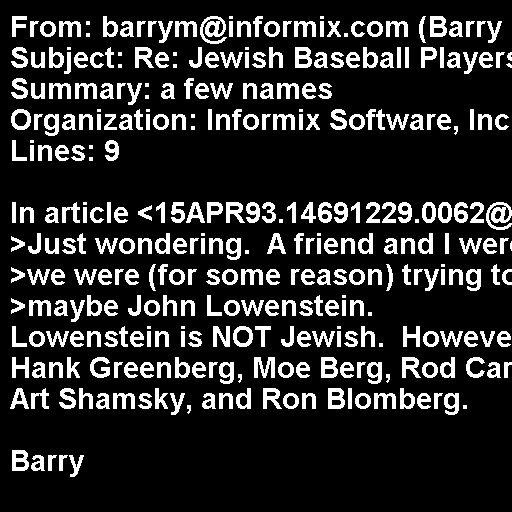 From: barrym@informix.com (Barry
Subject: Re: Jewish Baseball Players
Summary: a few names
Organization: Informix Software, Inc
Lines: 9

In article <15APR93.14691229.0062@
>Just wondering.  A friend and I were
>we were (for some reason) trying to
>maybe John Lowenstein.
Lowenstein is NOT Jewish.  Howeve
Hank Greenberg, Moe Berg, Rod Car
Art Shamsky, and Ron Blomberg.

Barry